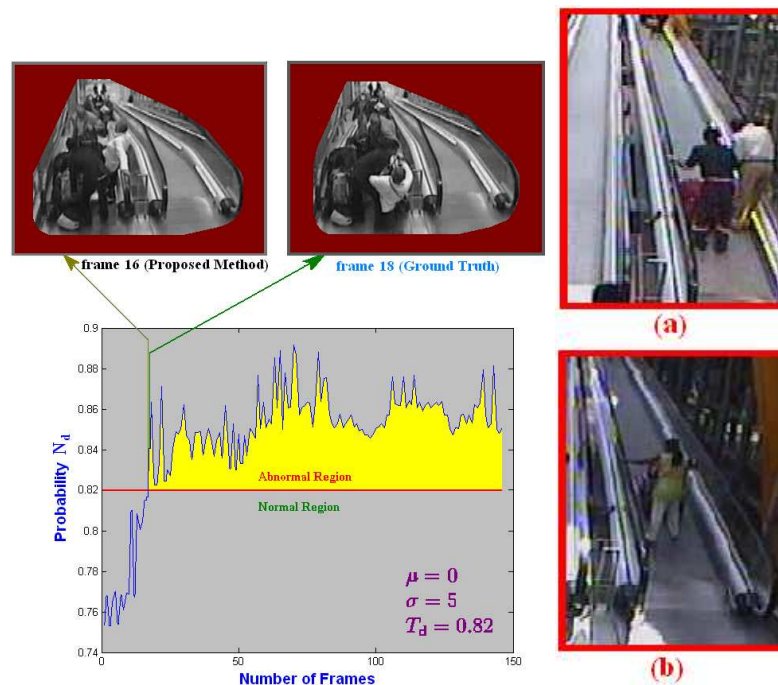 frame 16 (Proposed Method)
frame 18 (Ground Truth)
0.9
0.88
0.86
0.84
0.82
0.8
0.78
0.76
0.74
Probability N_d
Abnormal Region
Normal Region
μ = 0
σ = 5
T_d = 0.82
0
50
100
150
Number of Frames
(a)
(b)